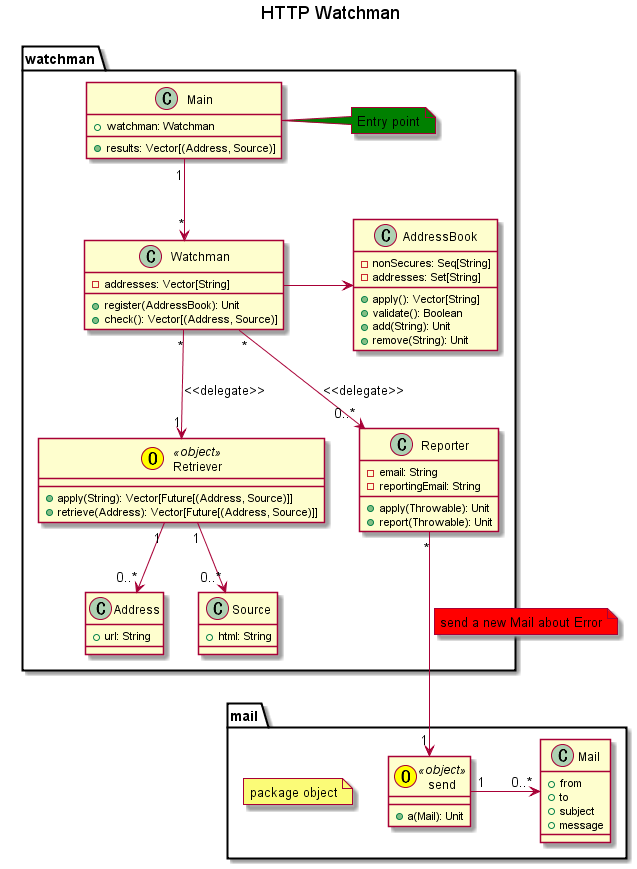 HTTP Watchman
watchman
C Main
watchman: Watchman
results: Vector[(Address, Source)]
Entry point
1
*
C Watchman
addresses: Vector[String]
register(AddressBook): Unit
check(): Vector[(Address, Source)]
C AddressBook
nonSecures: Seq[String]
addresses: Set[String]
apply(): Vector[String]
validate(): Boolean
add(String): Unit
remove(String): Unit
* *
<<delegate>> <<delegate>>
1 0..*
O «object»
Retriever
apply(String): Vector[Future[(Address, Source)]]
retrieve(Address): Vector[Future[(Address, Source)]]
C Reporter
email: String
reportingEmail: String
apply(Throwable): Unit
report(Throwable): Unit
1 1 *
0..* 0..*
C Address
url: String
C Source
html: String
send a new Mail about Error
mail
1
package object
O «object»
send
a(Mail): Unit
1 0..*
C Mail
from
to
subject
message